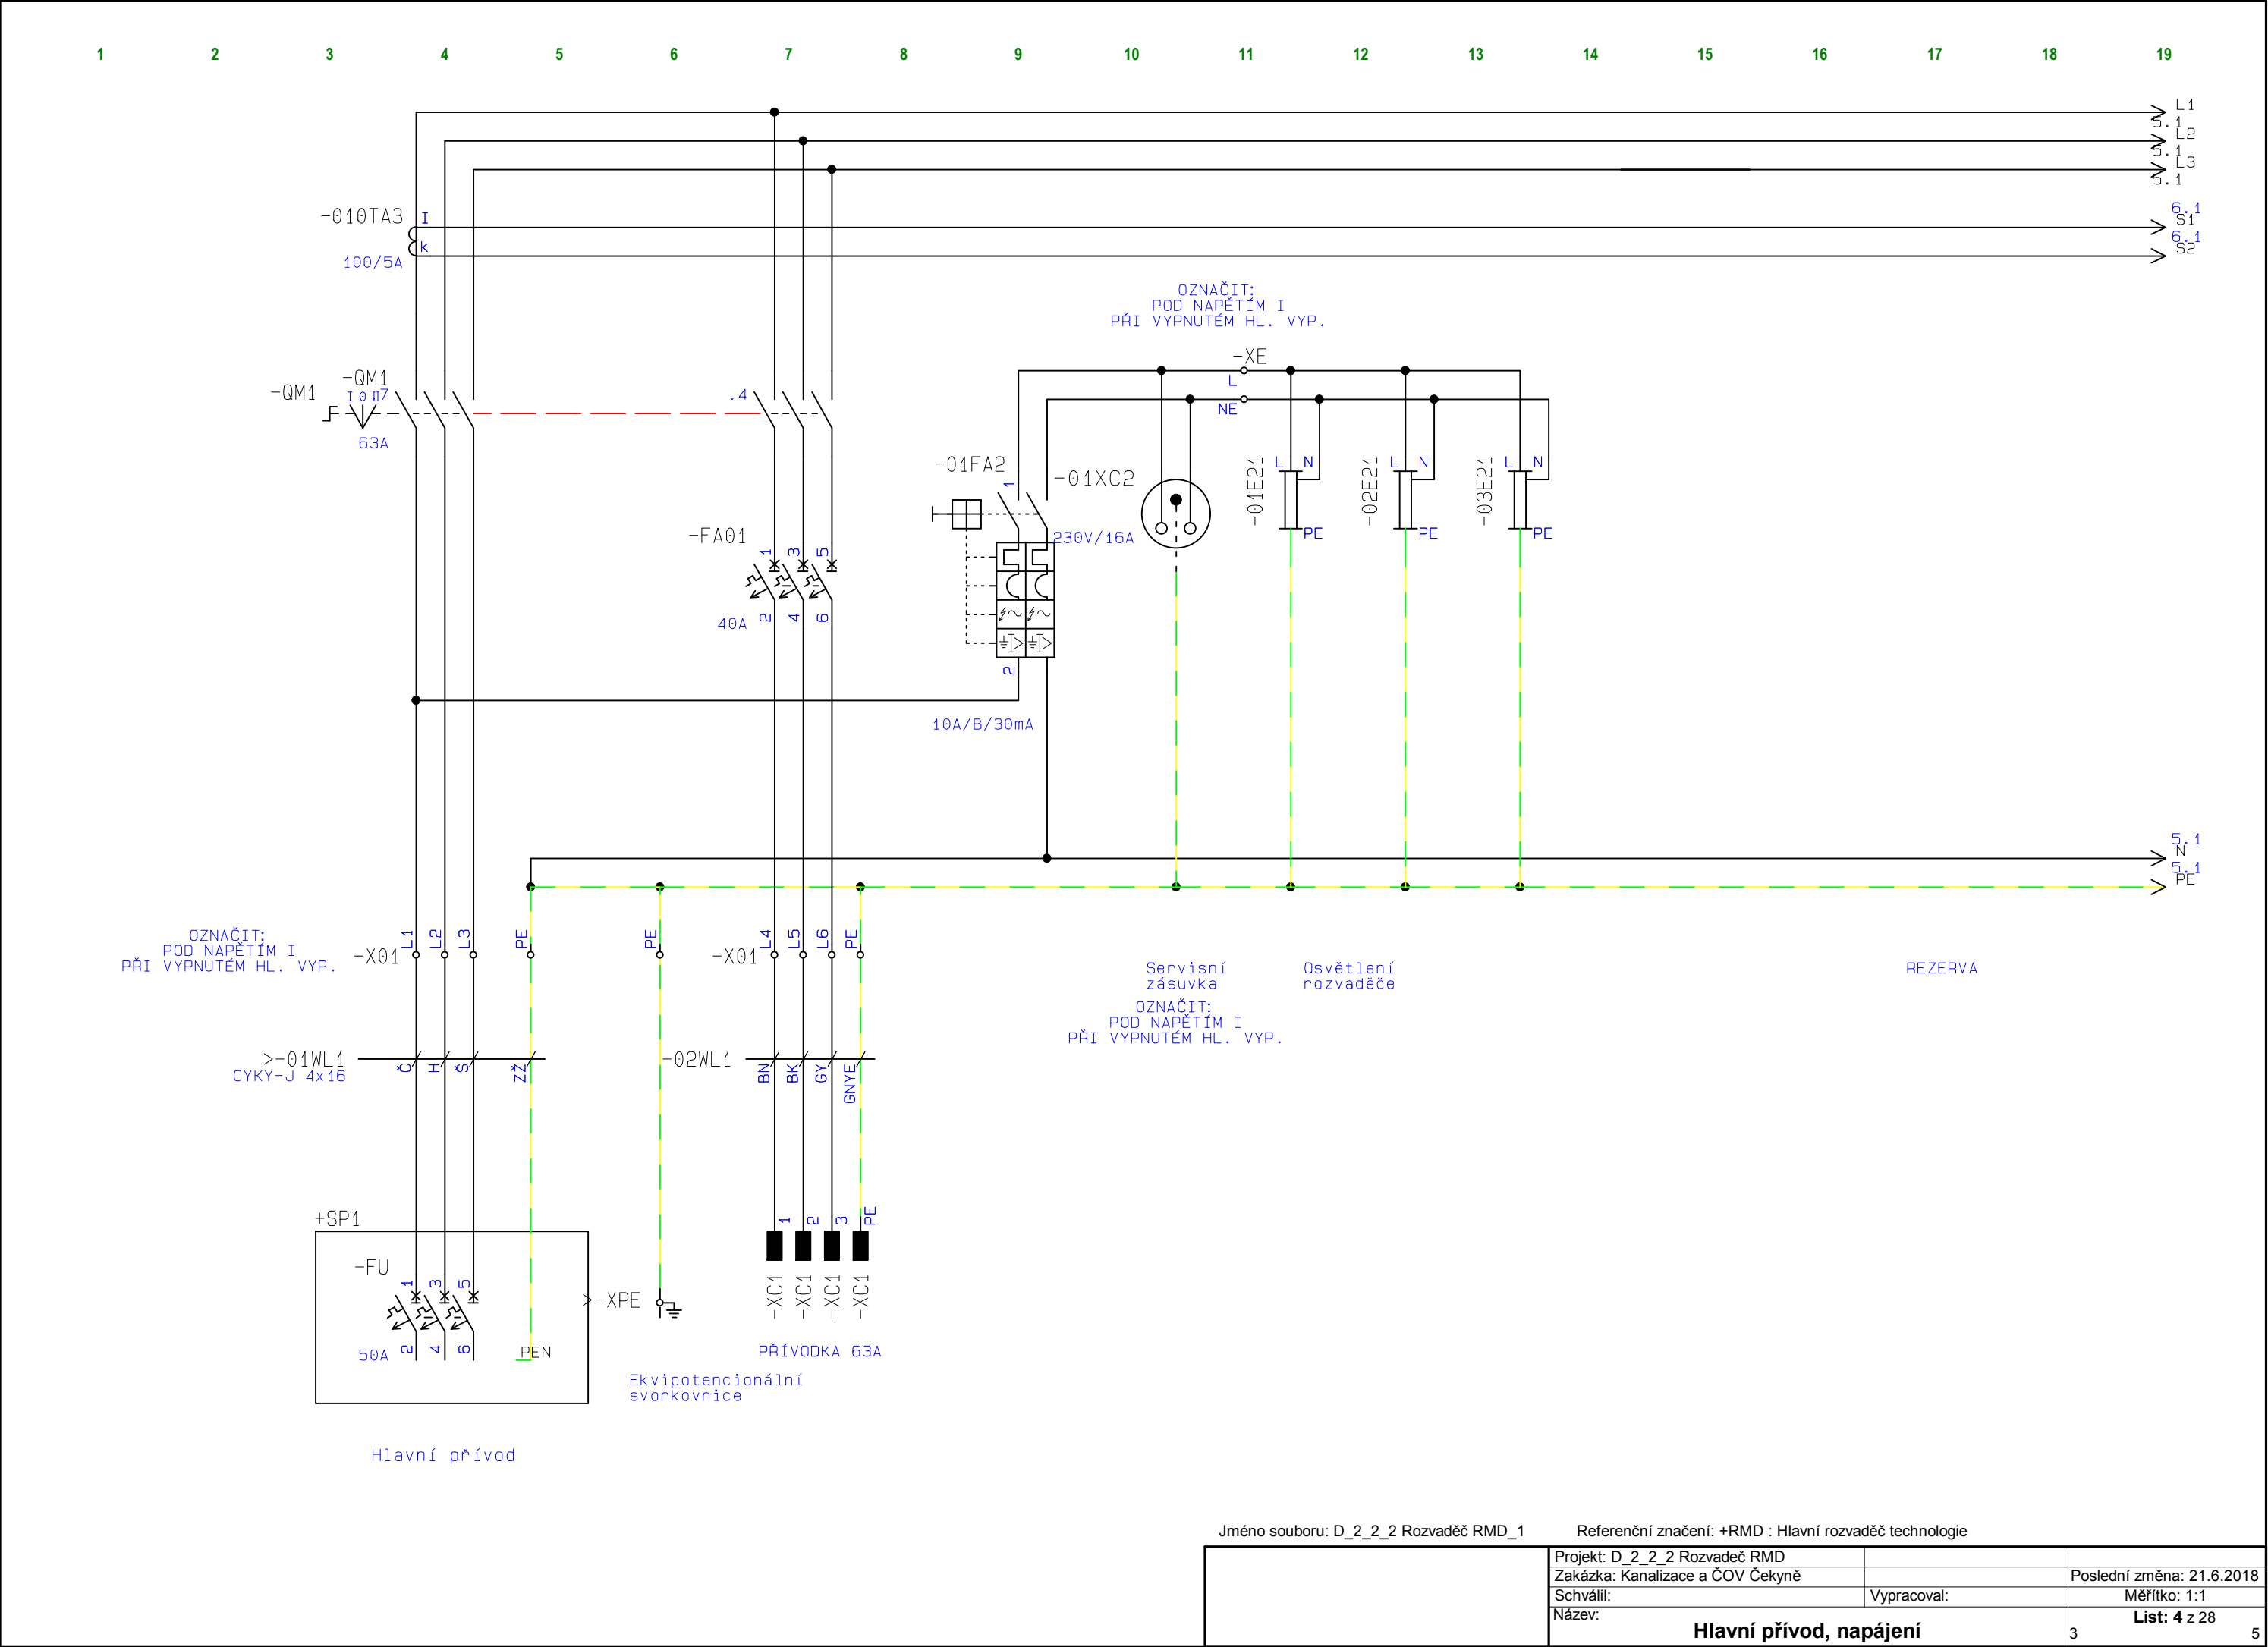 1 2 3 4 5 6 7 8 9 10 11 12 13 14 15 16 17 18 19
L1
5.1
L2
5.1
L3
5.1
-010TA3
I
k
100/5A
6.1
S1
6.1
S2
OZNAČIT:
POD NAPĚTÍM I
PŘI VYPNUTÉM HL. VYP.
-XE
L
NE
-QM1
-QM1
63A
.4
-01FA2
1
2
10A/B/30mA
-01XC2
230V/16A
-01E21
L N
PE
-02E21
L N
PE
-03E21
L N
PE
-FA01
1 3 5
2 4 6
40A
5.1
N
5.1
PE
OZNAČIT:
POD NAPĚTÍM I
PŘI VYPNUTÉM HL. VYP.
-X01
L1 L2 L3 PE
PE
-X01
L4 L5 L6 PE
Servisní
zásuvka
OZNAČIT:
POD NAPĚTÍM I
PŘI VYPNUTÉM HL. VYP.
Osvětlení
rozvaděče
REZERVA
>-01WL1
CYKY-J 4x16
Č H Š ZŽ
-02WL1
BN BK GY GNYE
+SP1
-FU
1 3 5
2 4 6
50A
PEN
>-XPE
Ekvipotencionální
svorkovnice
1 2 3 PE
-XC1 -XC1 -XC1 -XC1
PŘÍVODKA 63A
Hlavní přívod
Jméno souboru: D_2_2_2 Rozvaděč RMD_1
Referenční značení: +RMD : Hlavní rozvaděč technologie
Projekt: D_2_2_2 Rozvadeč RMD
Zakázka: Kanalizace a ČOV Čekyně
Poslední změna: 21.6.2018
Schválil:
Vypracoval:
Měřítko: 1:1
Název:
Hlavní přívod, napájení
List: 4 z 28
3
5